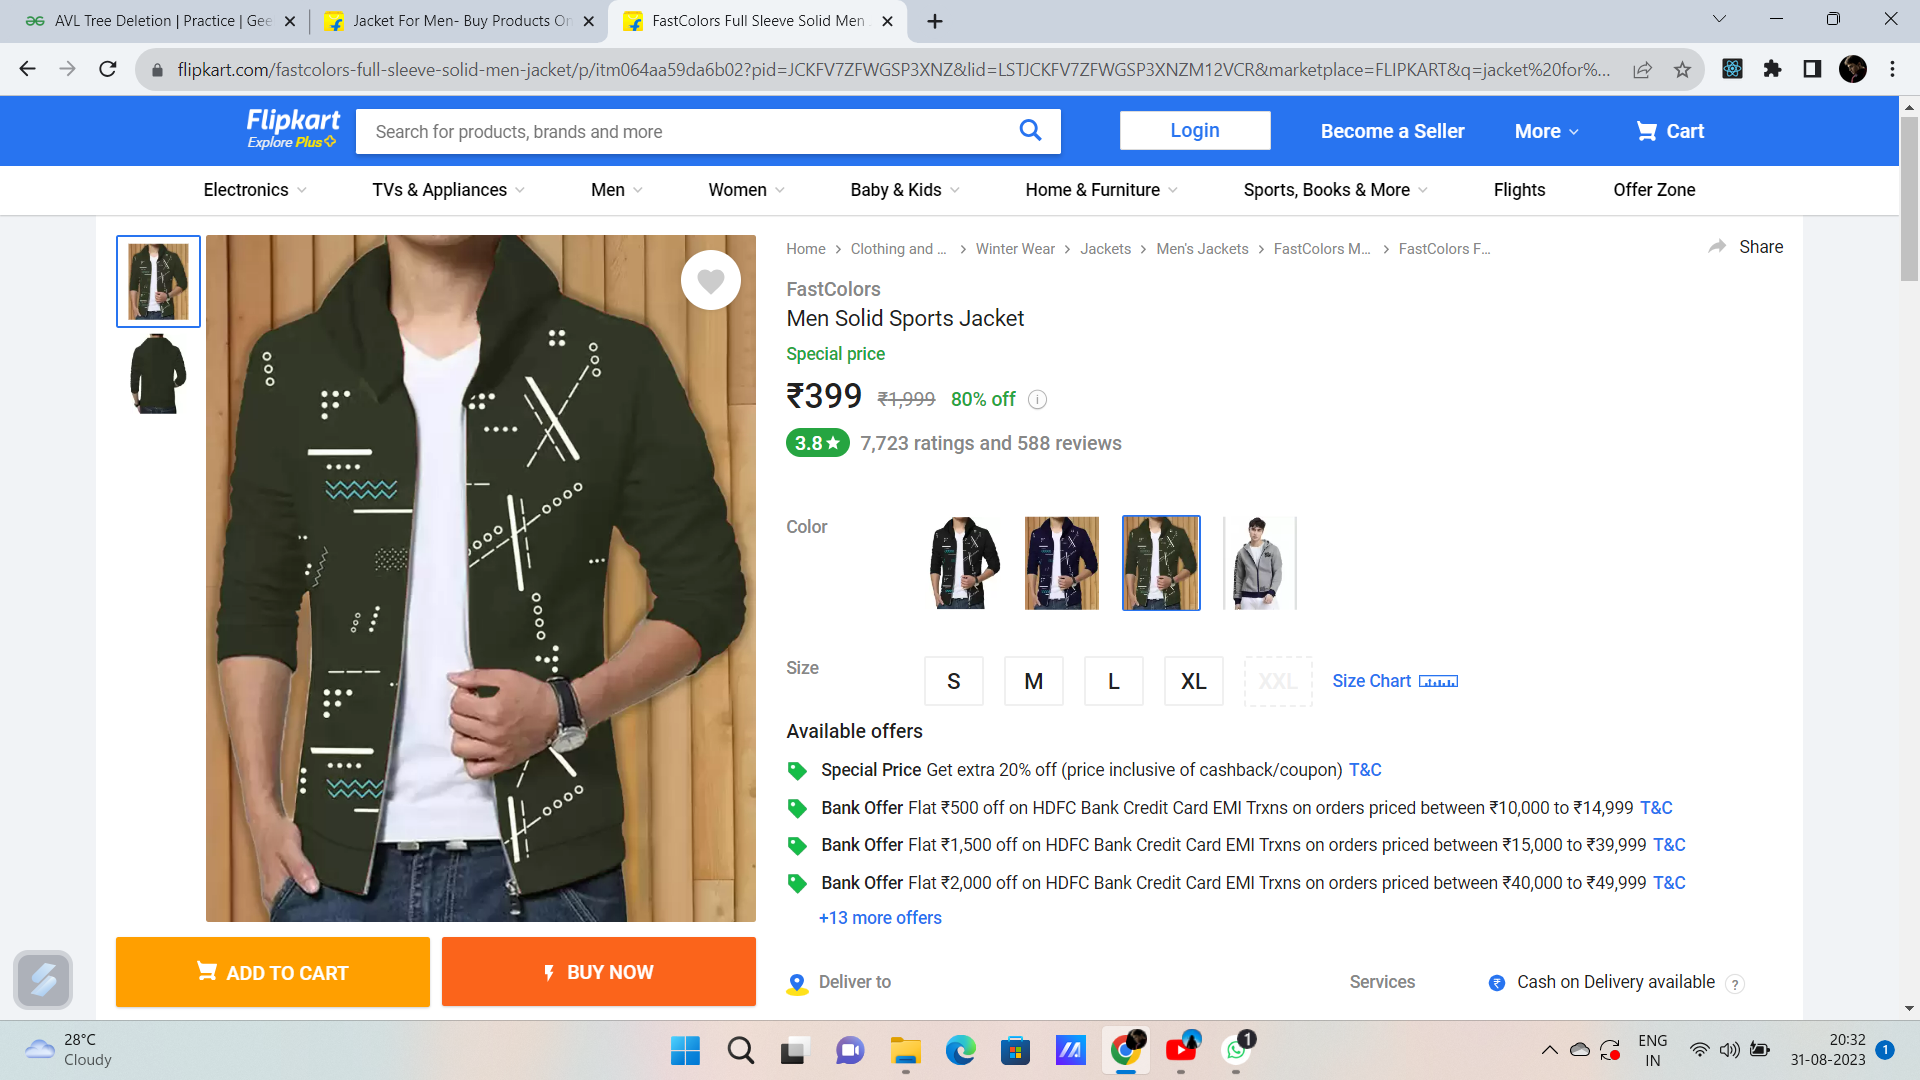 AVL Tree Deletion | Practice | Gee
Jacket For Men- Buy Products On
FastColors Full Sleeve Solid Men
flipkart.com/fastcolors-full-sleeve-solid-men-jacket/p/itm064aa59da6b02?pid=JCKFV7ZFWGSP3XNZ&lid=LSTJCKFV7ZFWGSP3XNZM12VCR&marketplace=FLIPKART&q=jacket%20for%...
Flipkart
Explore Plus
Search for products, brands and more
Login
Become a Seller
More
Cart
Electronics
TVs & Appliances
Men
Women
Baby & Kids
Home & Furniture
Sports, Books & More
Flights
Offer Zone
Home > Clothing and ... > Winter Wear > Jackets > Men's Jackets > FastColors M... > FastColors F...
Share
FastColors
Men Solid Sports Jacket
Special price
₹399 ₹1,999 80% off
3.8★ 7,723 ratings and 588 reviews
Color
Size
S
M
L
XL
XXL
Size Chart
Available offers
Special Price Get extra 20% off (price inclusive of cashback/coupon) T&C
Bank Offer Flat ₹500 off on HDFC Bank Credit Card EMI Trxns on orders priced between ₹10,000 to ₹14,999 T&C
Bank Offer Flat ₹1,500 off on HDFC Bank Credit Card EMI Trxns on orders priced between ₹15,000 to ₹39,999 T&C
Bank Offer Flat ₹2,000 off on HDFC Bank Credit Card EMI Trxns on orders priced between ₹40,000 to ₹49,999 T&C
+13 more offers
ADD TO CART
BUY NOW
Deliver to
Services
₹ Cash on Delivery available ?
28°C
Cloudy
1
ENG
IN
20:32
31-08-2023
1